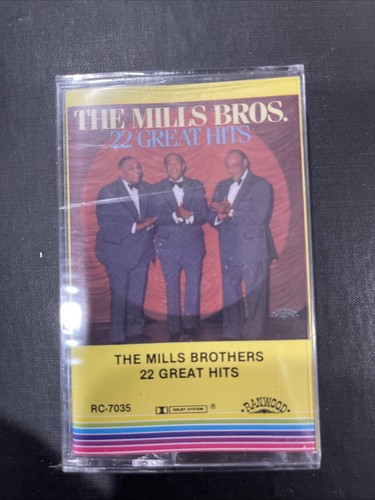 THE MILLS BROS.
22 GREAT HITS
THE MILLS BROTHERS
22 GREAT HITS
RC-7035
DOLBY SYSTEM ®
RANWOOD